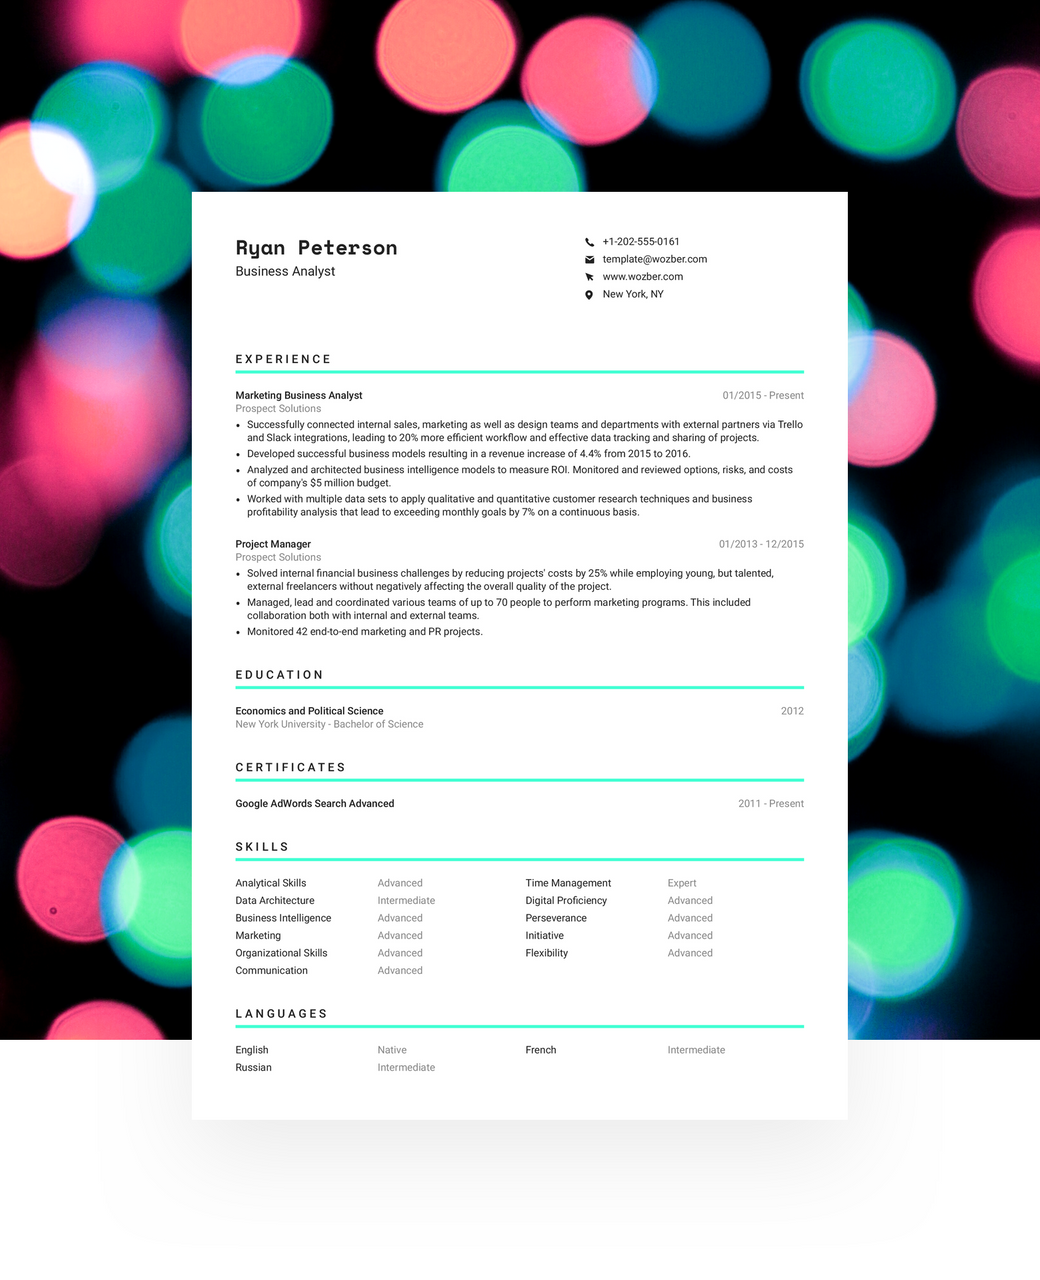 Ryan Peterson
Business Analyst
+1-202-555-0161
template@wozber.com
www.wozber.com
New York, NY
EXPERIENCE
Marketing Business Analyst 01/2015 - Present
Prospect Solutions
• Successfully connected internal sales, marketing as well as design teams and departments with external partners via Trello
and Slack integrations, leading to 20% more efficient workflow and effective data tracking and sharing of projects.
• Developed successful business models resulting in a revenue increase of 4.4% from 2015 to 2016.
• Analyzed and architected business intelligence models to measure ROI. Monitored and reviewed options, risks, and costs
of company's $5 million budget.
• Worked with multiple data sets to apply qualitative and quantitative customer research techniques and business
profitability analysis that lead to exceeding monthly goals by 7% on a continuous basis.
Project Manager 01/2013 - 12/2015
Prospect Solutions
• Solved internal financial business challenges by reducing projects' costs by 25% while employing young, but talented,
external freelancers without negatively affecting the overall quality of the project.
• Managed, lead and coordinated various teams of up to 70 people to perform marketing programs. This included
collaboration both with internal and external teams.
• Monitored 42 end-to-end marketing and PR projects.
EDUCATION
Economics and Political Science 2012
New York University - Bachelor of Science
CERTIFICATES
Google AdWords Search Advanced 2011 - Present
SKILLS
Analytical Skills Advanced Time Management Expert
Data Architecture Intermediate Digital Proficiency Advanced
Business Intelligence Advanced Perseverance Advanced
Marketing Advanced Initiative Advanced
Organizational Skills Advanced Flexibility Advanced
Communication Advanced
LANGUAGES
English Native French Intermediate
Russian Intermediate